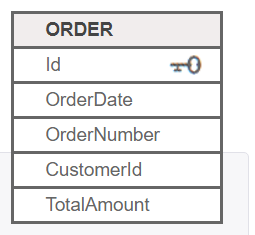 ORDER
Id
OrderDate
OrderNumber
CustomerId
TotalAmount